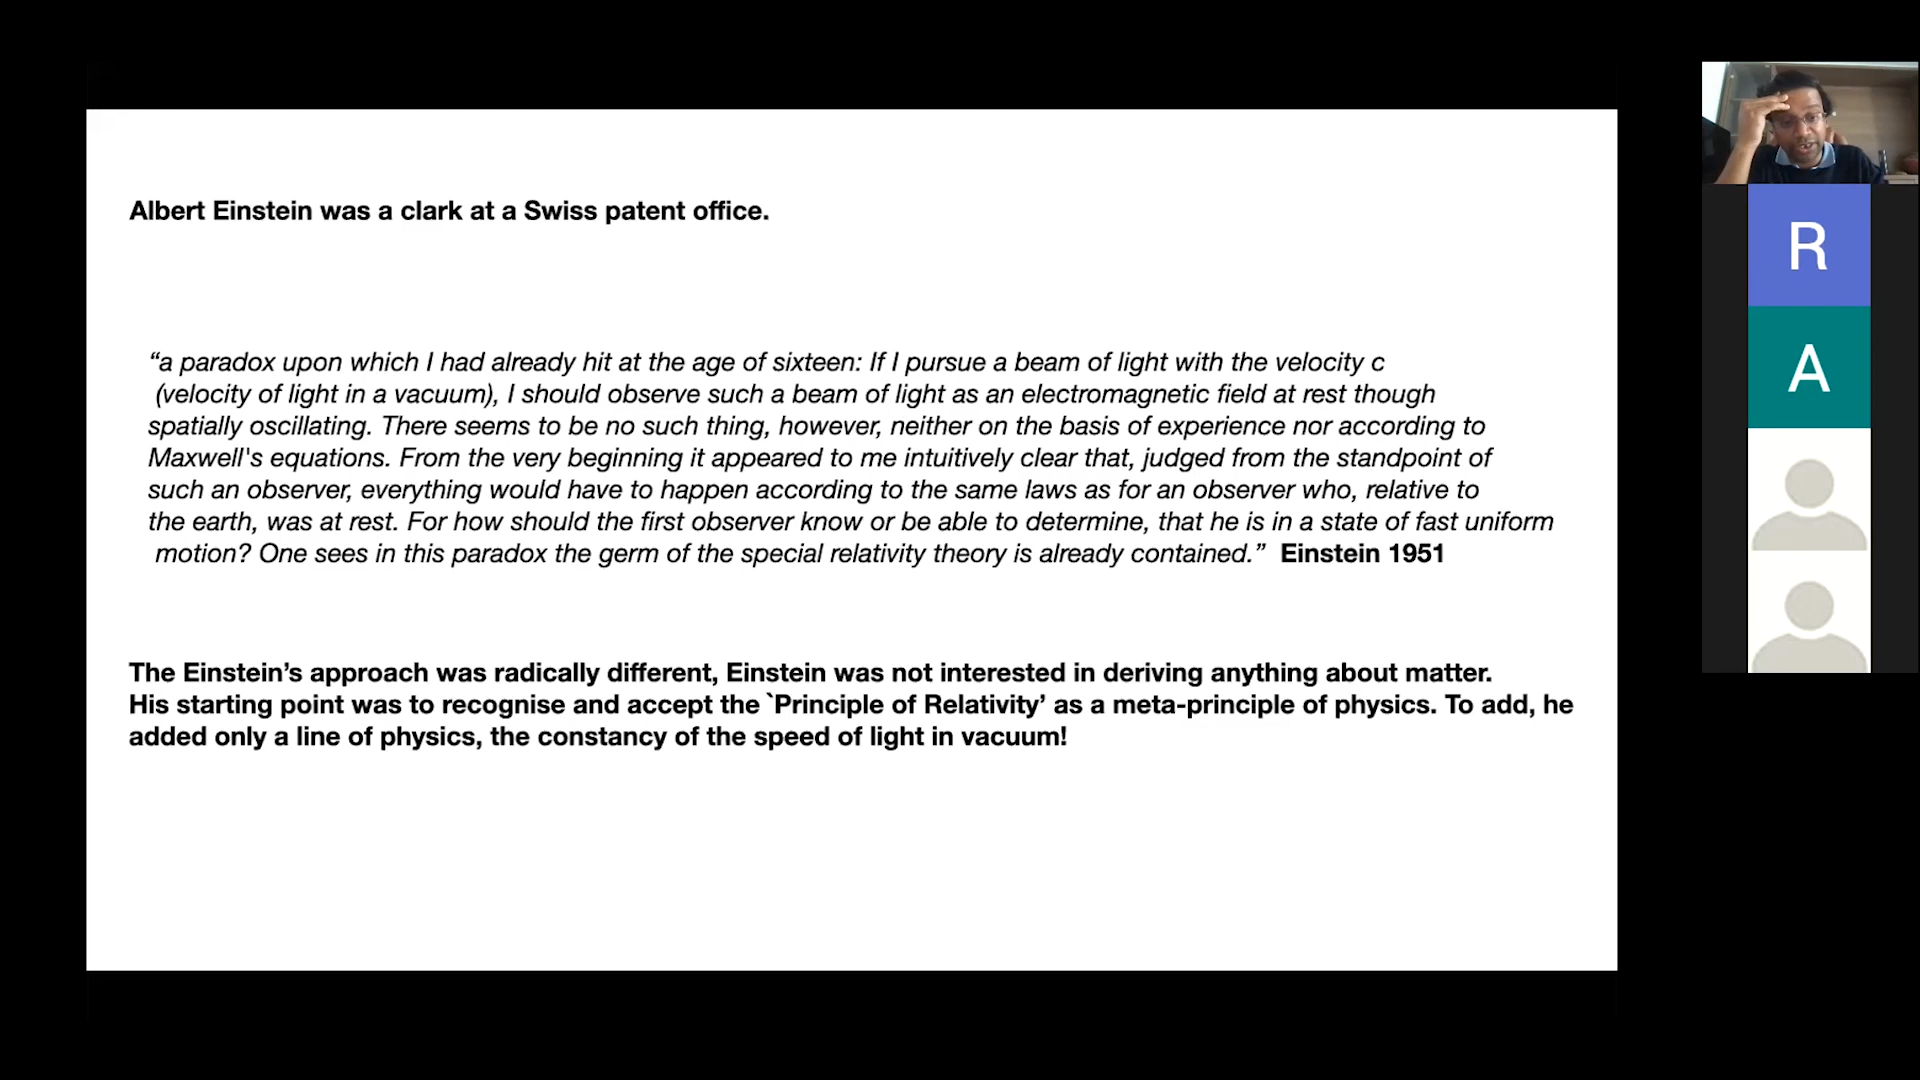 Albert Einstein was a clark at a Swiss patent office.
“a paradox upon which I had already hit at the age of sixteen: If I pursue a beam of light with the velocity c
(velocity of light in a vacuum), I should observe such a beam of light as an electromagnetic field at rest though
spatially oscillating. There seems to be no such thing, however, neither on the basis of experience nor according to
Maxwell's equations. From the very beginning it appeared to me intuitively clear that, judged from the standpoint of
such an observer, everything would have to happen according to the same laws as for an observer who, relative to
the earth, was at rest. For how should the first observer know or be able to determine, that he is in a state of fast uniform
motion? One sees in this paradox the germ of the special relativity theory is already contained.” Einstein 1951
The Einstein’s approach was radically different, Einstein was not interested in deriving anything about matter.
His starting point was to recognise and accept the `Principle of Relativity’ as a meta-principle of physics. To add, he
added only a line of physics, the constancy of the speed of light in vacuum!
R
A